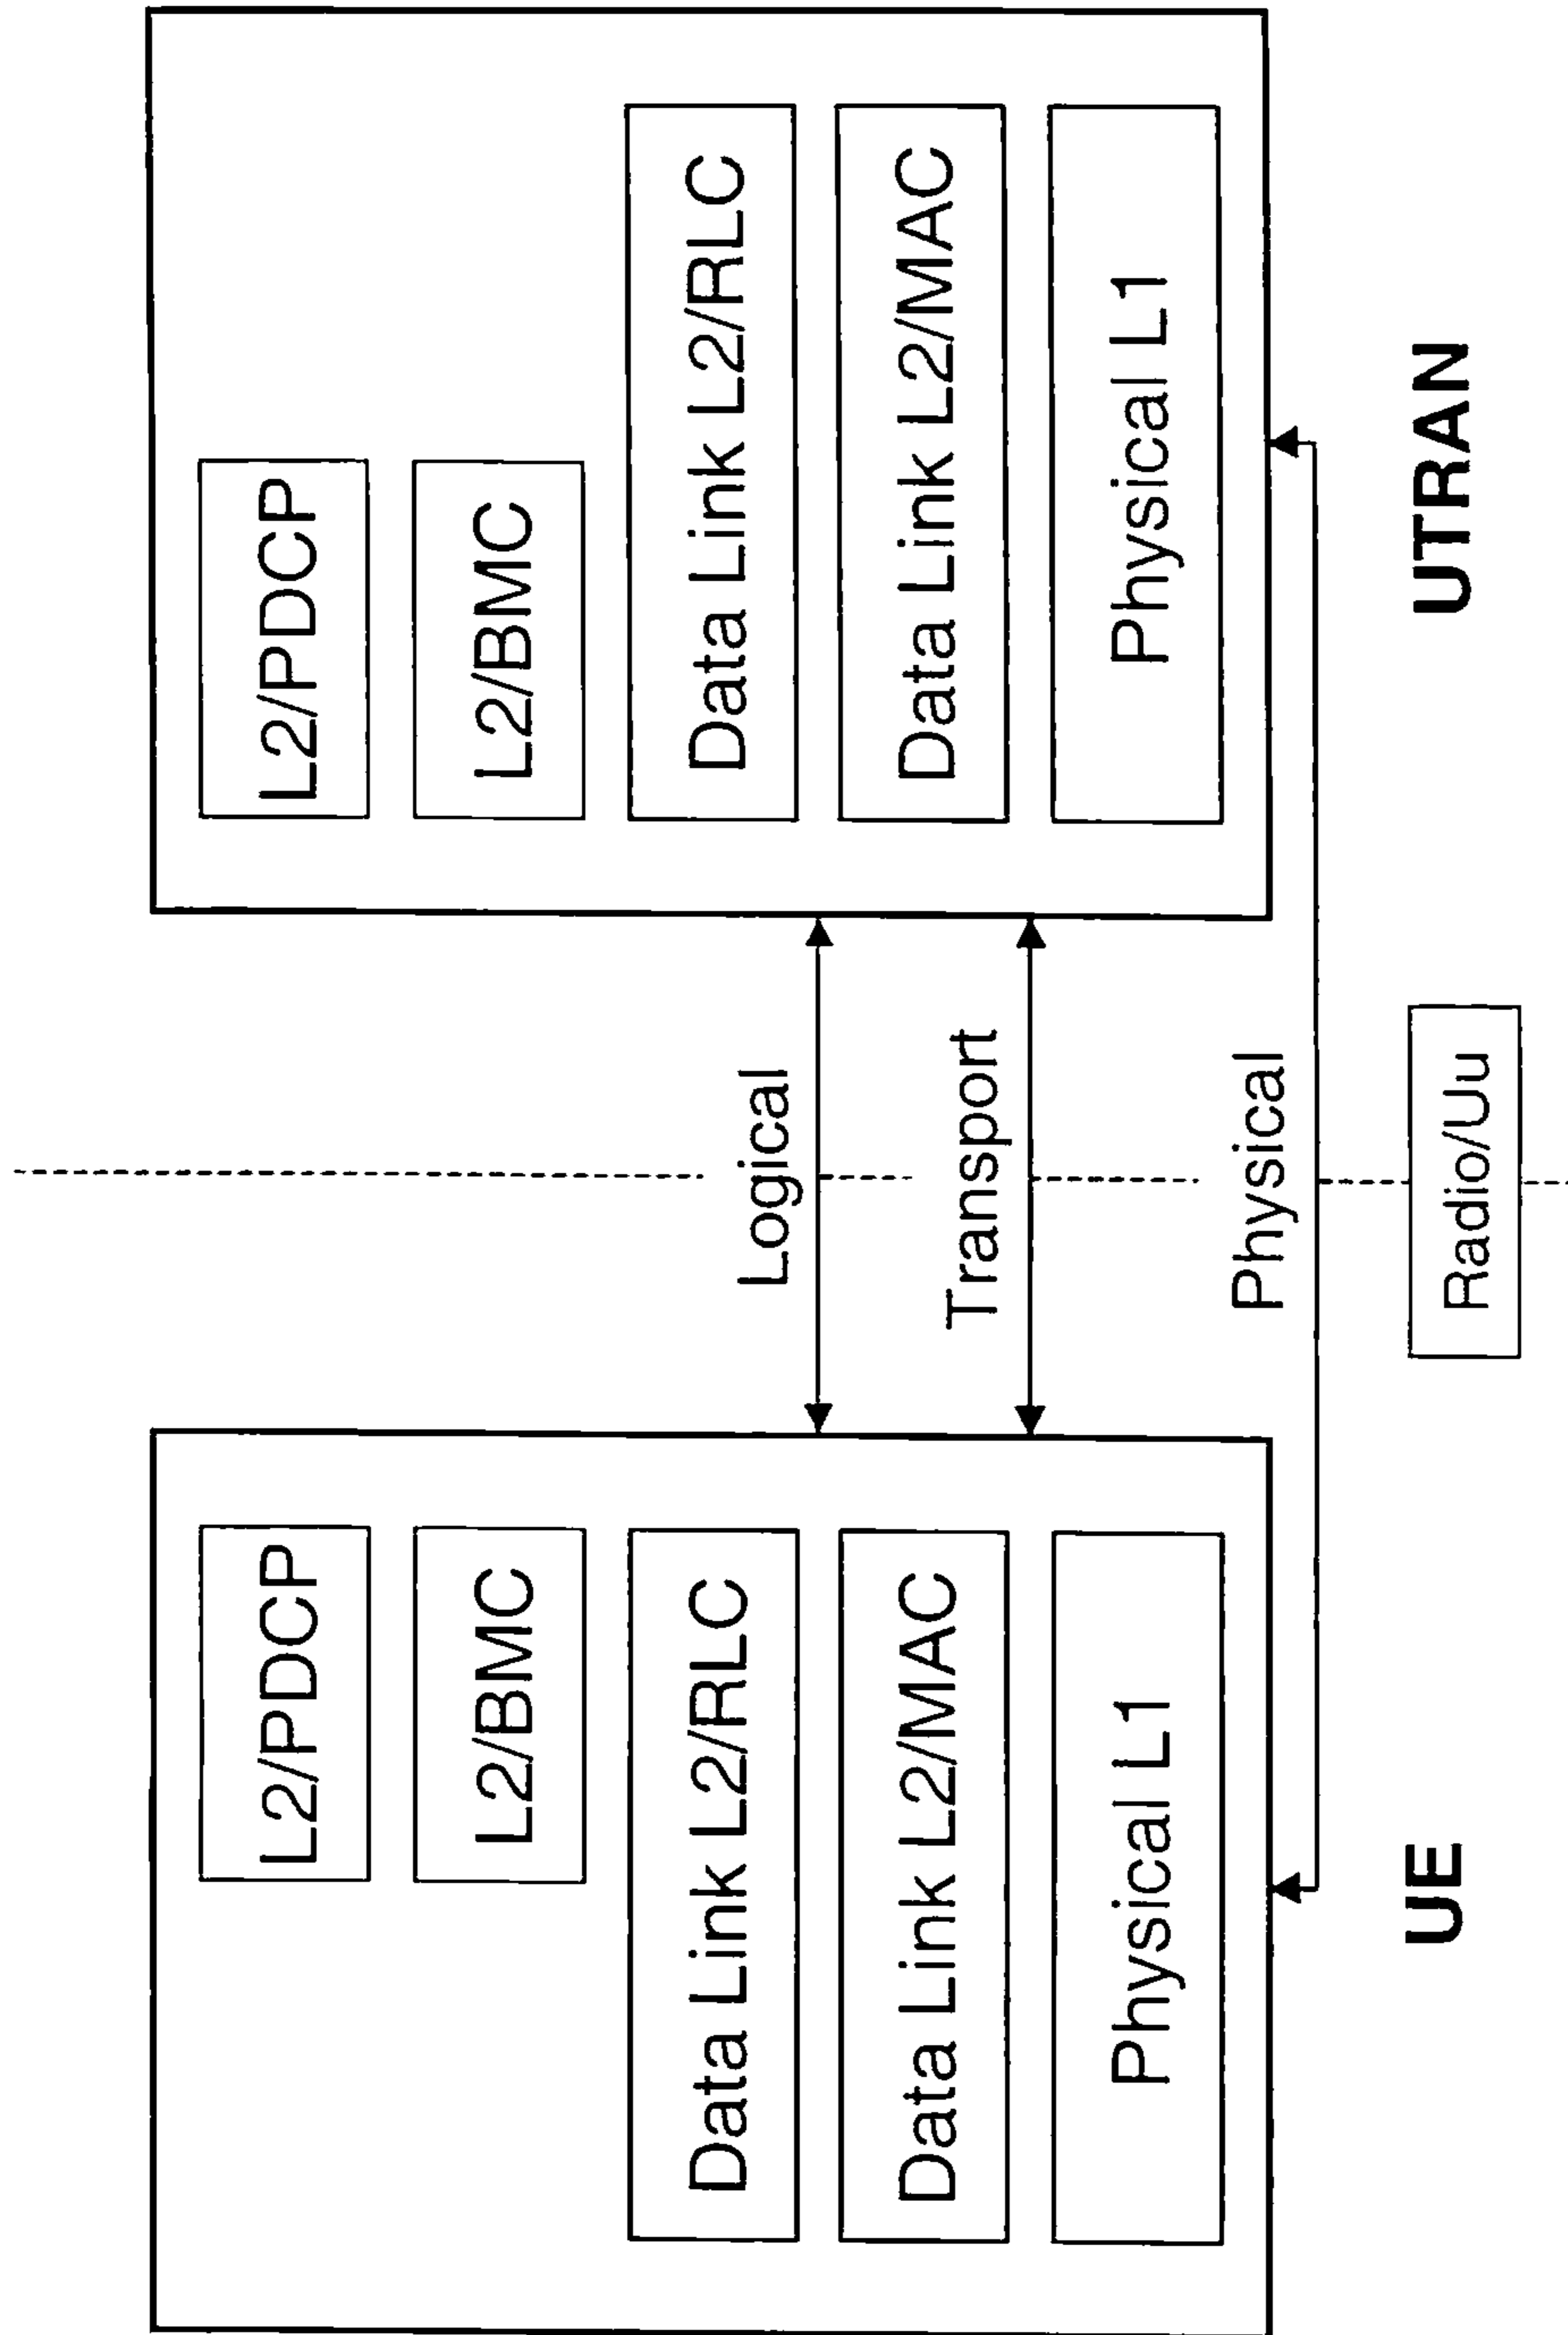 L2/PDCP
L2/BMC
Data Link L2/RLC
Data Link L2/MAC
Physical L1
UE
Logical
Transport
Physical
Radio/Uu
L2/PDCP
L2/BMC
Data Link L2/RLC
Data Link L2/MAC
Physical L1
UTRAN